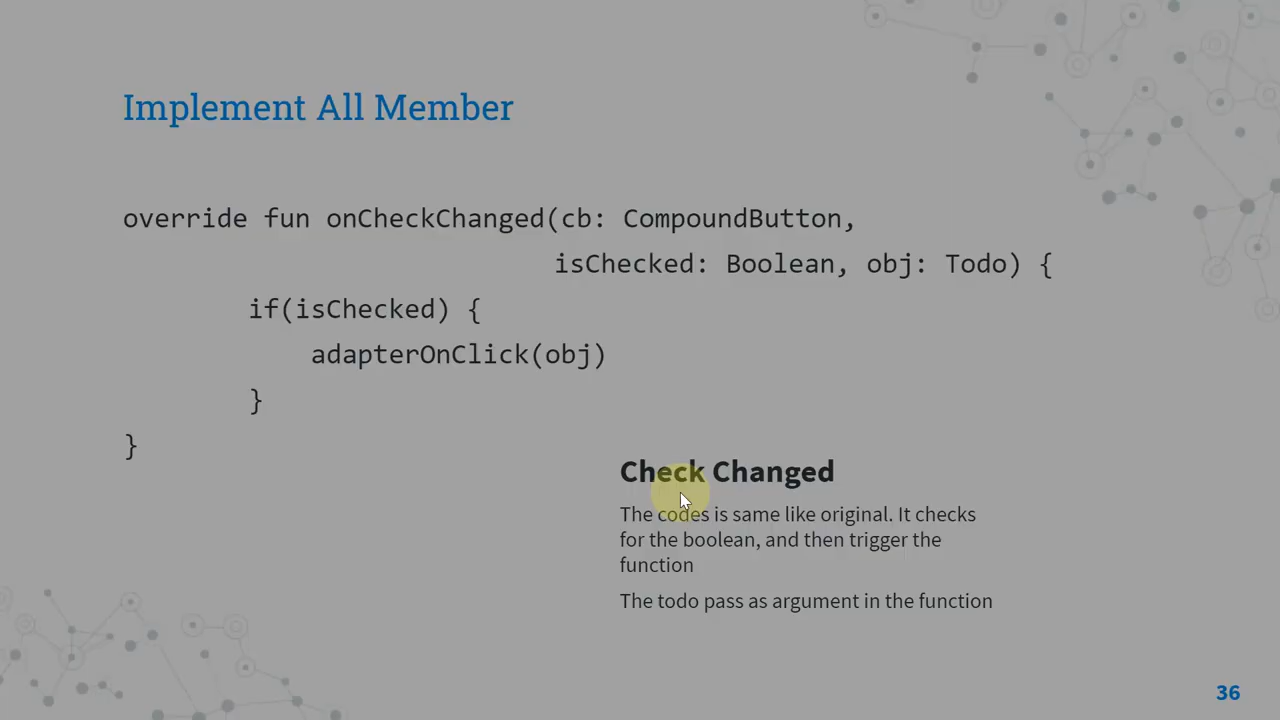 Implement All Member
override fun onCheckChanged(cb: CompoundButton,
isChecked: Boolean, obj: Todo) {
if(isChecked) {
adapterOnClick(obj)
}
}
Check Changed
The codes is same like original. It checks
for the boolean, and then trigger the
function
The todo pass as argument in the function
36